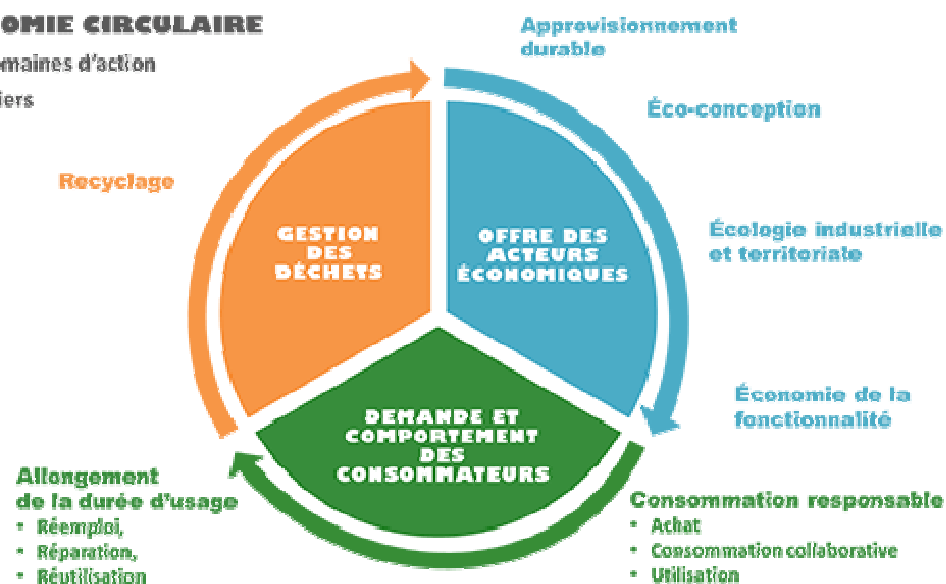 OMIE CIRCULAIRE
maines d'action
iers
Approvisionnement
durable
Éco-conception
Écologie industrielle
et territoriale
Économie de la
fonctionnalité
Recyclage
GESTION
DES
DÉCHETS
OFFRE DES
ACTEURS
ÉCONOMIQUES
DEMANDE ET
COMPORTEMENT
DES
CONSOMMATEURS
Allongement
de la durée d'usage
• Réemploi,
• Réparation,
• Réutilisation
Consommation responsable
• Achat
• Consommation collaborative
• Utilisation